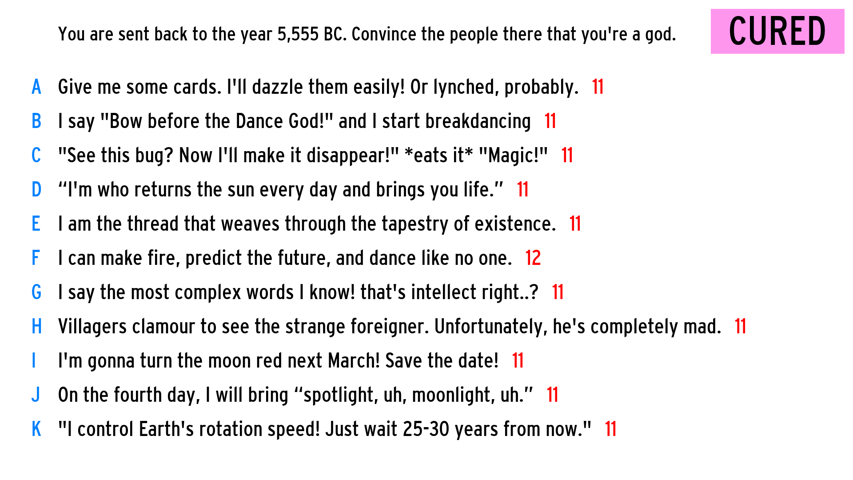 You are sent back to the year 5,555 BC. Convince the people there that you're a god.
CURED
A Give me some cards. I'll dazzle them easily! Or lynched, probably. 11
B I say "Bow before the Dance God!" and I start breakdancing 11
C "See this bug? Now I'll make it disappear!" *eats it* "Magic!" 11
D “I'm who returns the sun every day and brings you life.” 11
E I am the thread that weaves through the tapestry of existence. 11
F I can make fire, predict the future, and dance like no one. 12
G I say the most complex words I know! that's intellect right..? 11
H Villagers clamour to see the strange foreigner. Unfortunately, he's completely mad. 11
I I'm gonna turn the moon red next March! Save the date! 11
J On the fourth day, I will bring “spotlight, uh, moonlight, uh.” 11
K "I control Earth's rotation speed! Just wait 25-30 years from now." 11